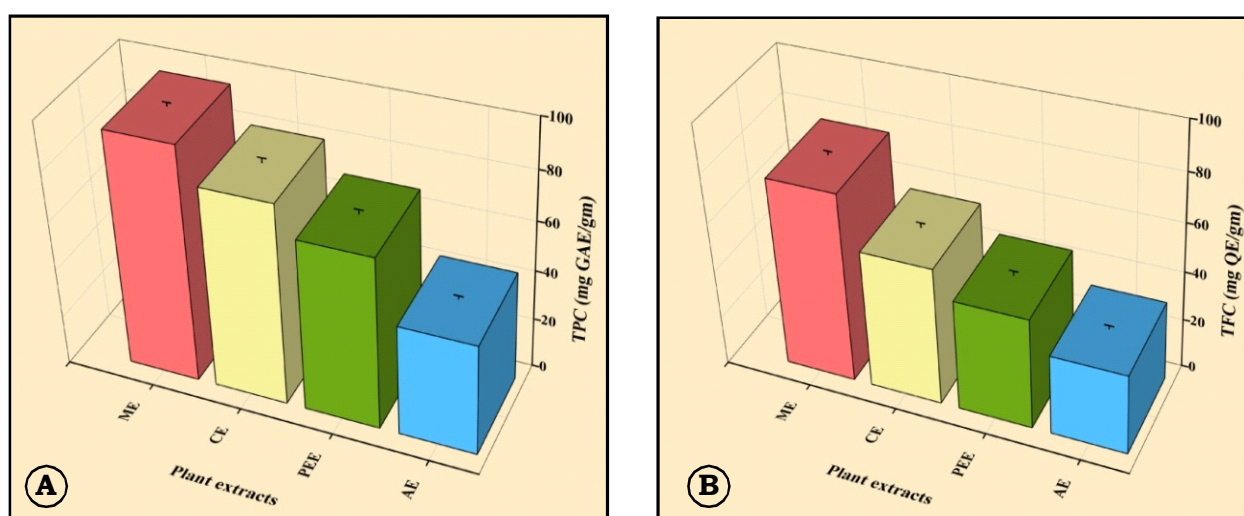 100
80
60
40
20
0
TPC (mg GAE/gm)
ME
CE
PEE
AE
Plant extracts
A
100
80
60
40
20
0
TFC (mg QE/gm)
ME
CE
PEE
AE
Plant extracts
B